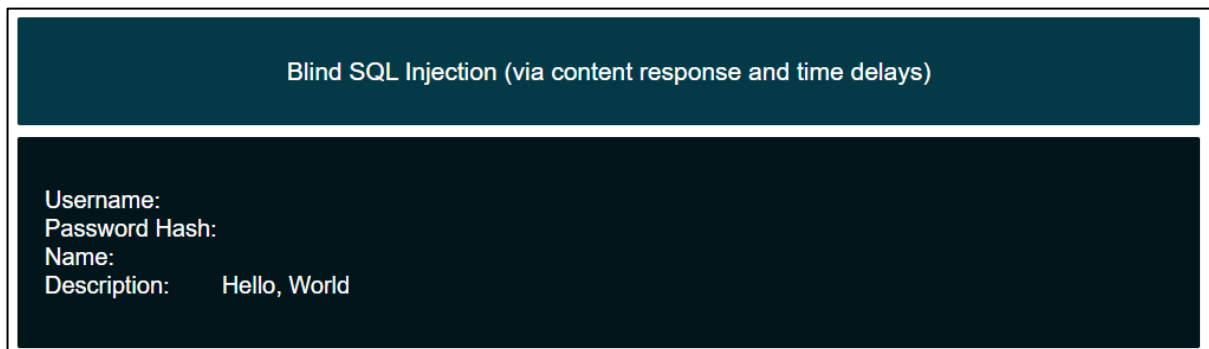 Blind SQL Injection (via content response and time delays)
Username:
Password Hash:
Name:
Description: Hello, World